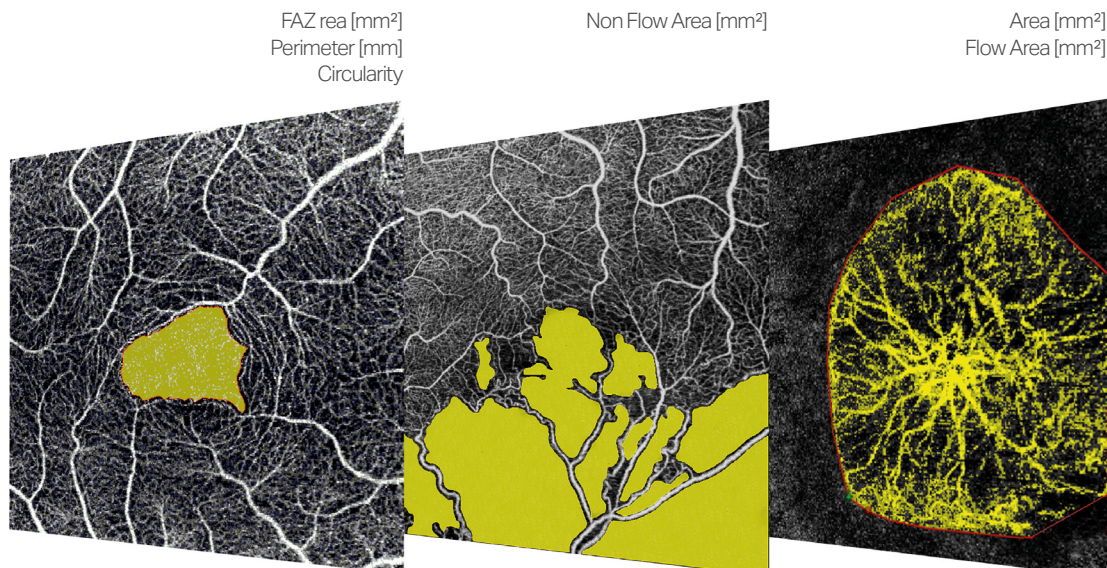 FAZ rea [mm²]
Perimeter [mm]
Circularity
Non Flow Area [mm²]
Area [mm²]
Flow Area [mm²]